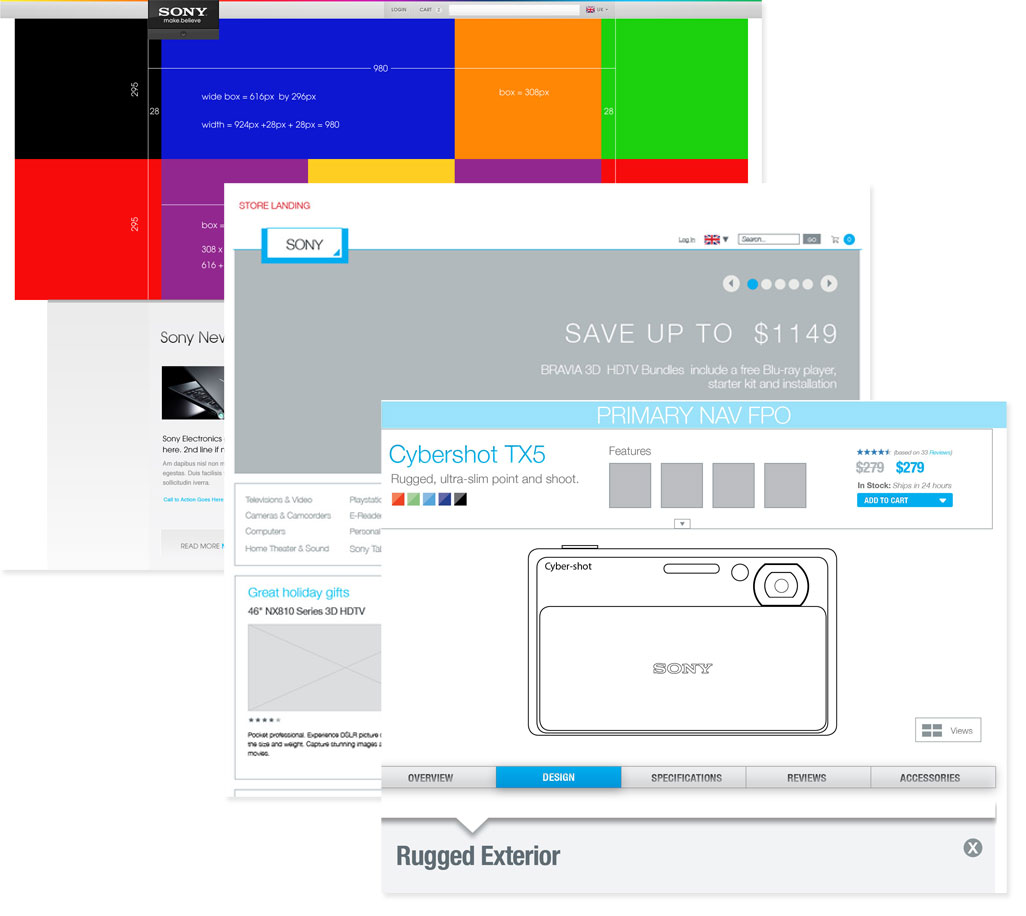 SONY
make.believe
LOGIN
CART 2
UK
980
295
28
wide box = 616px by 296px
width = 924px +28px + 28px = 980
box = 308px
28
295
box =
308 x
616 +
Sony Nev
Sony Electronics
here. 2nd line if n
Am dapibus nisl non m
egestas. Duis facilisis
sollicitudin iverra.
Call to Action Goes Here
READ MORE
STORE LANDING
SONY
Log In
Search...
GO
0
SAVE UP TO $1149
BRAVIA 3D HDTV Bundles include a free Blu-ray player,
starter kit and installation
Televisions & Video
Cameras & Camcorders
Computers
Home Theater & Sound
Playstatio
E-Reade
Personal
Sony Tab
Great holiday gifts
46" NX810 Series 3D HDTV
Pocket professional. Experience DSLR picture
the size and weight. Capture stunning images a
movies.
PRIMARY NAV FPO
Cybershot TX5
Rugged, ultra-slim point and shoot.
Features
(based on 33 Reviews)
$279 $279
In Stock: Ships in 24 hours
ADD TO CART
Cyber-shot
SONY
Views
OVERVIEW
DESIGN
SPECIFICATIONS
REVIEWS
ACCESSORIES
Rugged Exterior
X